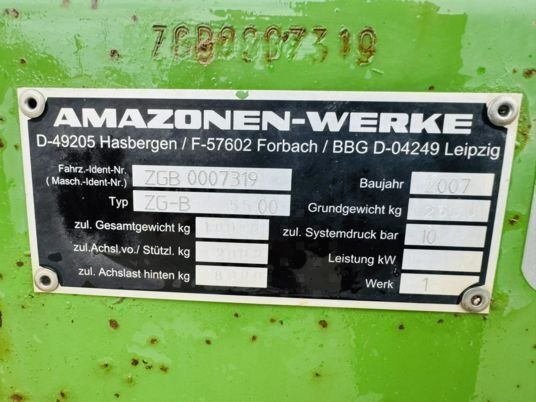 ZGB0007319
AMAZONEN-WERKE
D-49205 Hasbergen / F-57602 Forbach / BBG D-04249 Leipzig
Fahrz.-Ident-Nr.
(Masch.-Ident-Nr.) ZGB 0007319
Baujahr 2007
Typ ZG-B 5500
Grundgewicht kg
zul. Gesamtgewicht kg
zul. Systemdruck bar 10
zul.Achsl.vo./ Stützl. kg
Leistung kW
zul. Achslast hinten kg
Werk 1